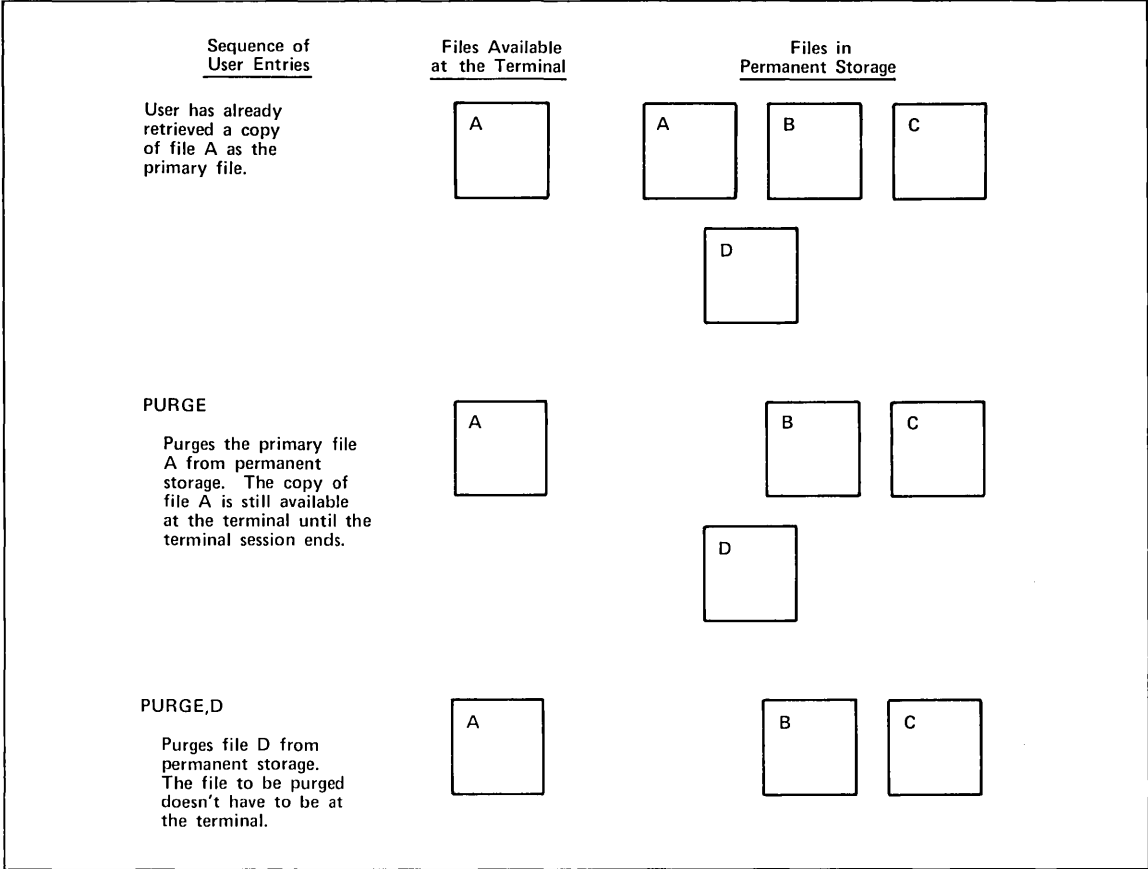 Sequence of
User Entries
Files Available
at the Terminal
Files in
Permanent Storage
User has already
retrieved a copy
of file A as the
primary file.
A
A
B
C
D
PURGE
Purges the primary file
A from permanent
storage. The copy of
file A is still available
at the terminal until the
terminal session ends.
A
B
C
D
PURGE,D
Purges file D from
permanent storage.
The file to be purged
doesn't have to be at
the terminal.
A
B
C